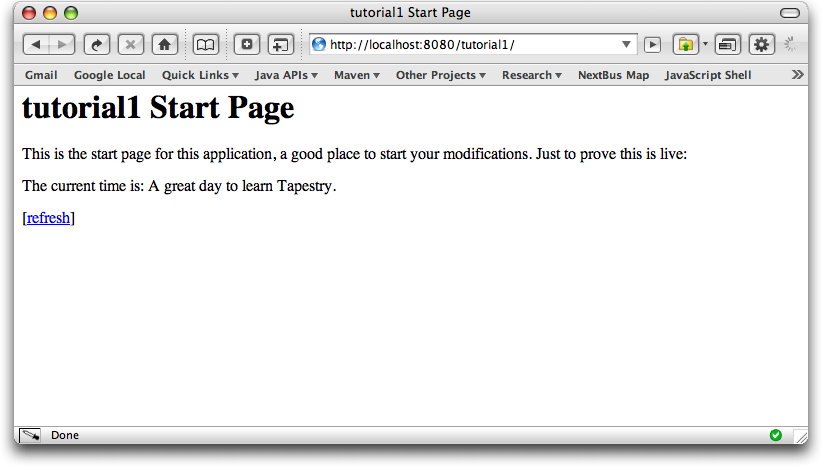 tutorial1 Start Page
http://localhost:8080/tutorial1/
Gmail Google Local Quick Links Java APIs Maven Other Projects Research NextBus Map JavaScript Shell
tutorial1 Start Page
This is the start page for this application, a good place to start your modifications. Just to prove this is live:
The current time is: A great day to learn Tapestry.
[refresh]
Done